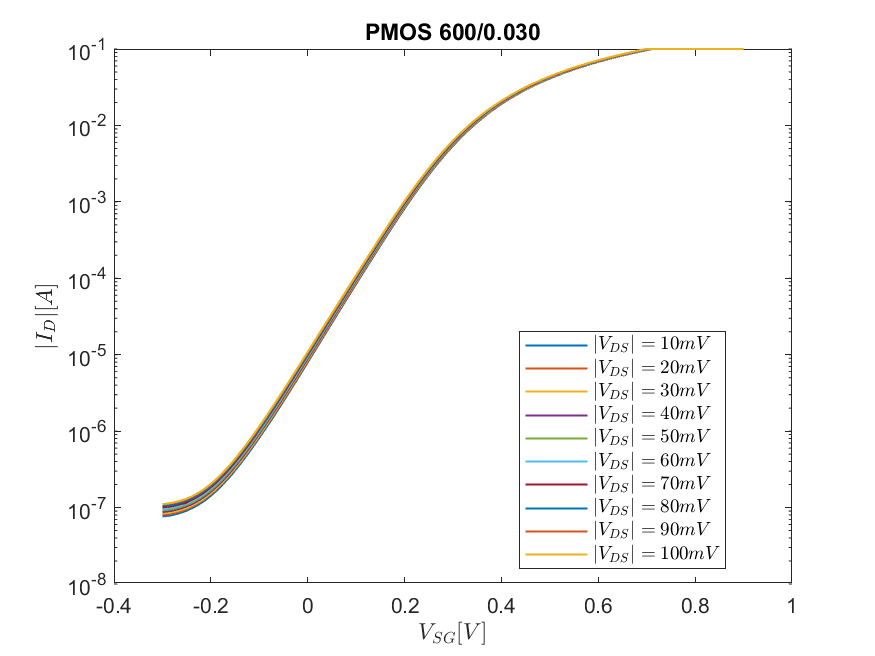 PMOS 600/0.030
10^-1
10^-2
10^-3
10^-4
10^-5
10^-6
10^-7
10^-8
|I_D|[A]
|V_DS| = 10mV
|V_DS| = 20mV
|V_DS| = 30mV
|V_DS| = 40mV
|V_DS| = 50mV
|V_DS| = 60mV
|V_DS| = 70mV
|V_DS| = 80mV
|V_DS| = 90mV
|V_DS| = 100mV
-0.4 -0.2 0 0.2 0.4 0.6 0.8 1
V_SG[V]